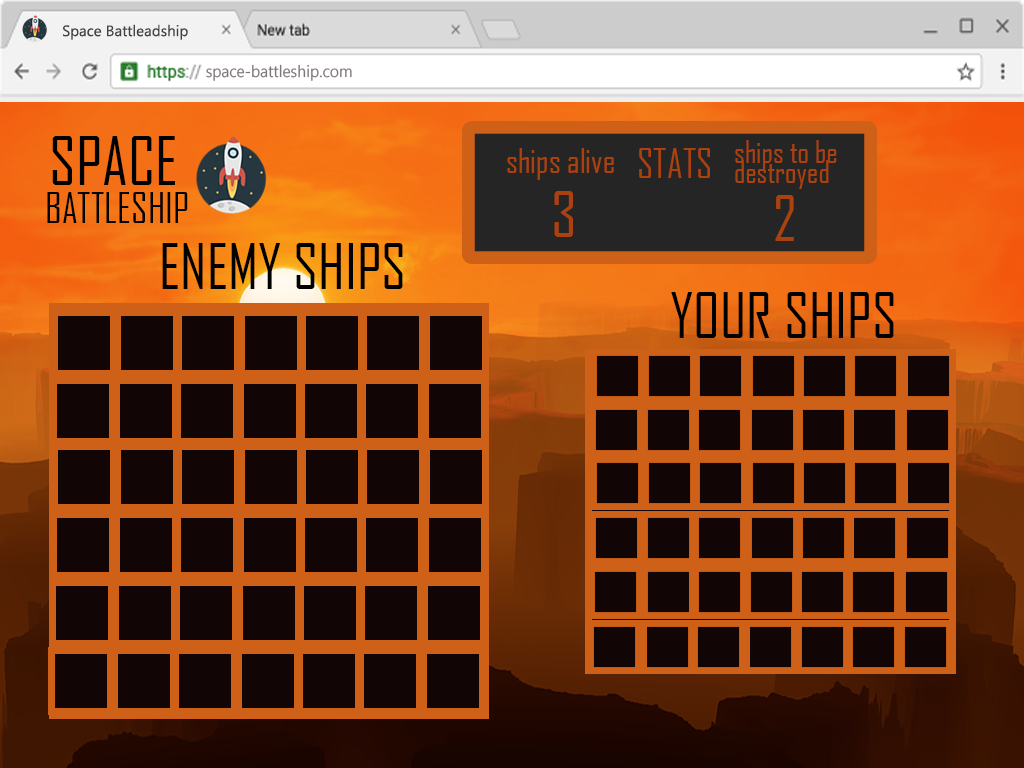 Space Battleadship
New tab
https:// space-battleship.com
SPACE
BATTLESHIP
ships alive
3
STATS
ships to be
destroyed
2
ENEMY SHIPS
YOUR SHIPS